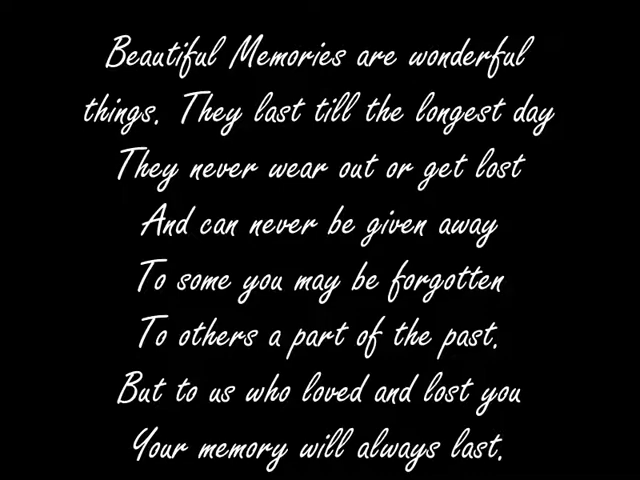 Beautiful Memories are wonderful
things. They last till the longest day
They never wear out or get lost
And can never be given away
To some you may be forgotten
To others a part of the past.
But to us who loved and lost you
Your memory will always last.